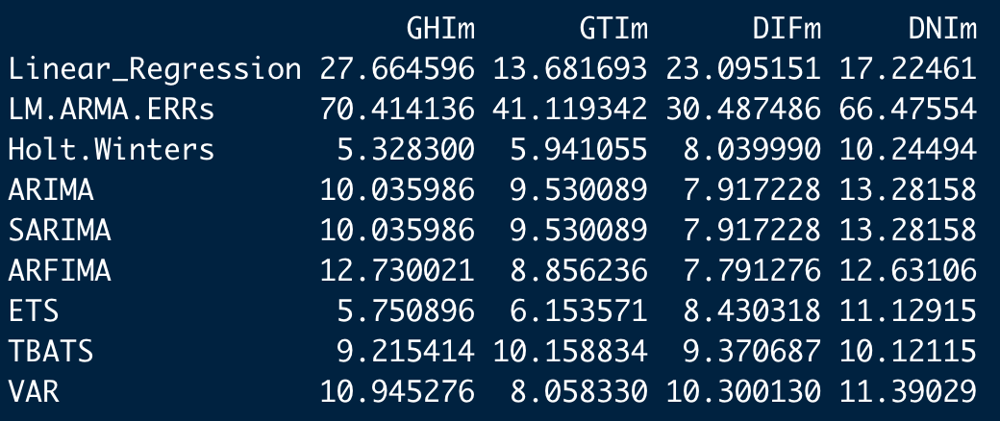 GHIm GTIm DIFm DNIm
Linear_Regression 27.664596 13.681693 23.095151 17.22461
LM.ARMA.ERRs 70.414136 41.119342 30.487486 66.47554
Holt.Winters 5.328300 5.941055 8.039990 10.24494
ARIMA 10.035986 9.530089 7.917228 13.28158
SARIMA 10.035986 9.530089 7.917228 13.28158
ARFIMA 12.730021 8.856236 7.791276 12.63106
ETS 5.750896 6.153571 8.430318 11.12915
TBATS 9.215414 10.158834 9.370687 10.12115
VAR 10.945276 8.058330 10.300130 11.39029